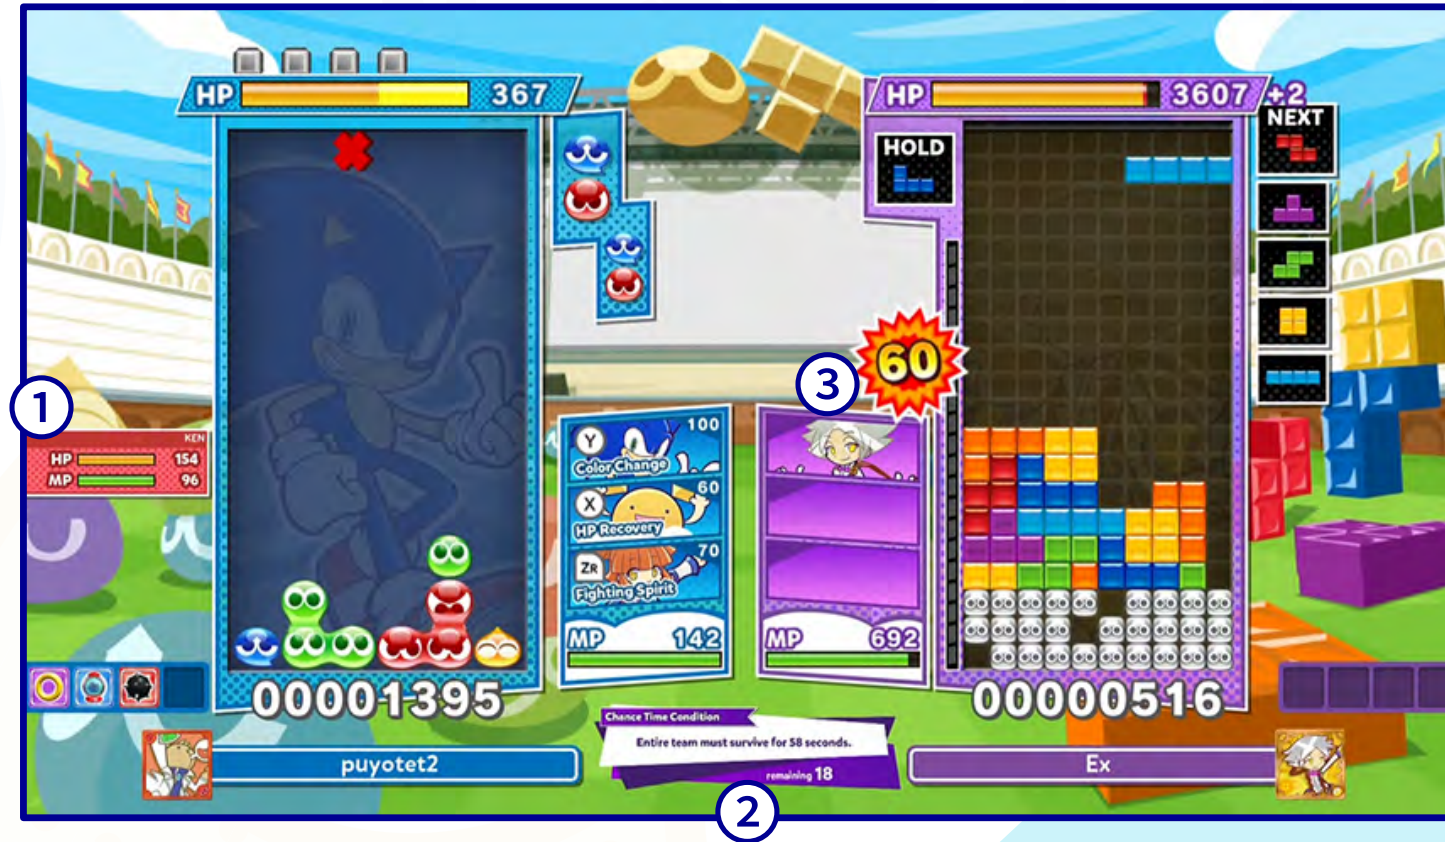 HP 367
HP 3607 +2
NEXT
HOLD
60
3
1
KEN
HP 154
MP 96
Y 100
Color Change
X 60
HP Recovery
ZR 70
Fighting Spirit
MP 142
MP 692
00001395
00000516
Chance Time Condition
Entire team must survive for 58 seconds.
remaining 18
puyotet2
Ex
2